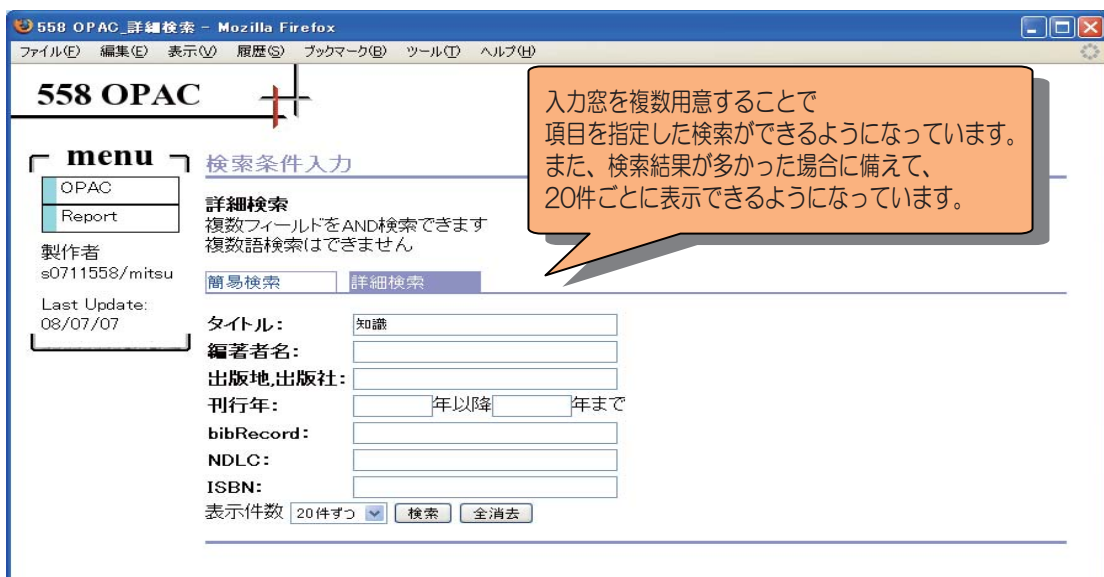 558 OPAC_詳細検索 - Mozilla Firefox
ファイル(F) 編集(E) 表示(V) 履歴(S) ブックマーク(B) ツール(T) ヘルプ(H)
558 OPAC
入力窓を複数用意することで
項目を指定した検索ができるようになっています。
また、検索結果が多かった場合に備えて、
20件ごとに表示できるようになっています。
menu
OPAC
Report
製作者
s0711558/mitsu
Last Update:
08/07/07
検索条件入力
詳細検索
複数フィールドをAND検索できます
複数語検索はできません
簡易検索 詳細検索
タイトル: 知識
編著者名:
出版地,出版社:
刊行年: 年以降 年まで
bibRecord:
NDLC:
ISBN:
表示件数 20件ずつ 検索 全消去